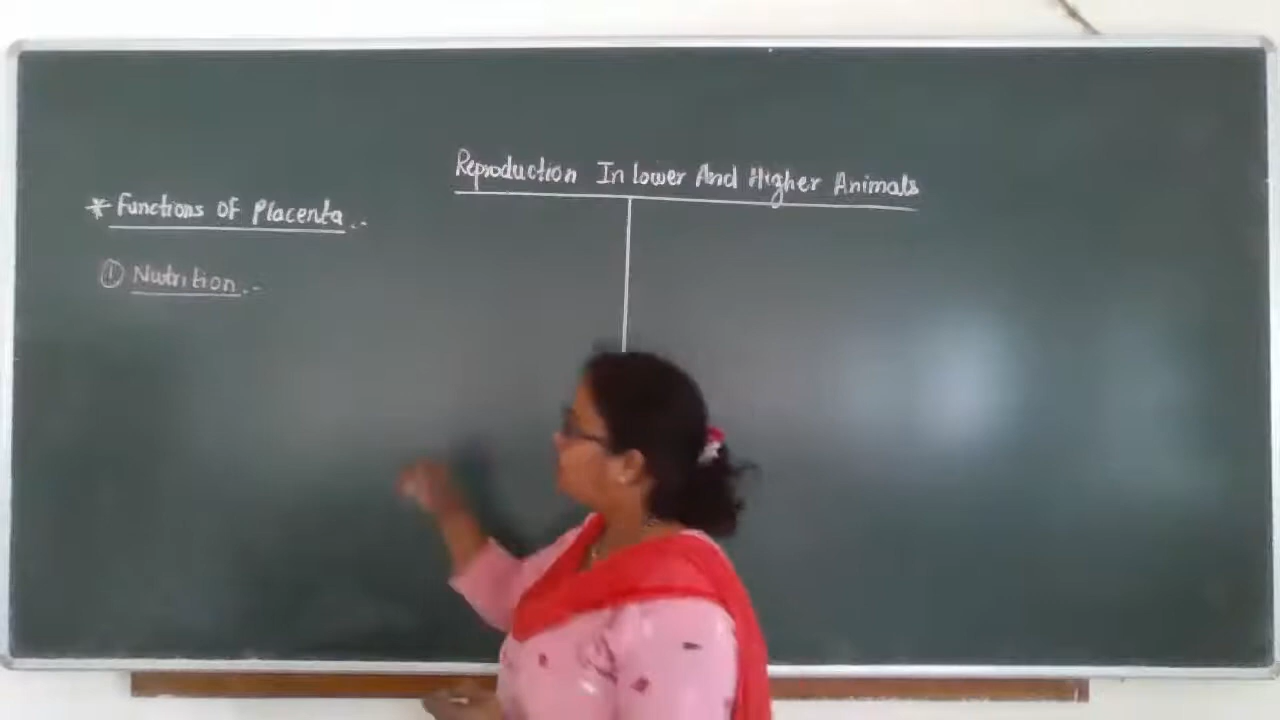 Reproduction In lower And Higher Animals
* Functions Of Placenta :-
① Nutrition :-